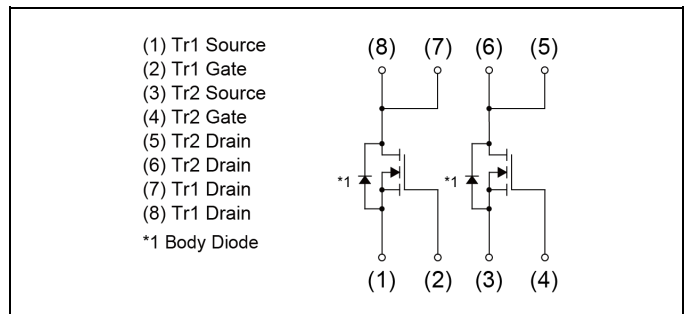 (1) Tr1 Source
(2) Tr1 Gate
(3) Tr2 Source
(4) Tr2 Gate
(5) Tr2 Drain
(6) Tr2 Drain
(7) Tr1 Drain
(8) Tr1 Drain
*1 Body Diode
(8) (7) (6) (5)
*1 *1
(1) (2) (3) (4)